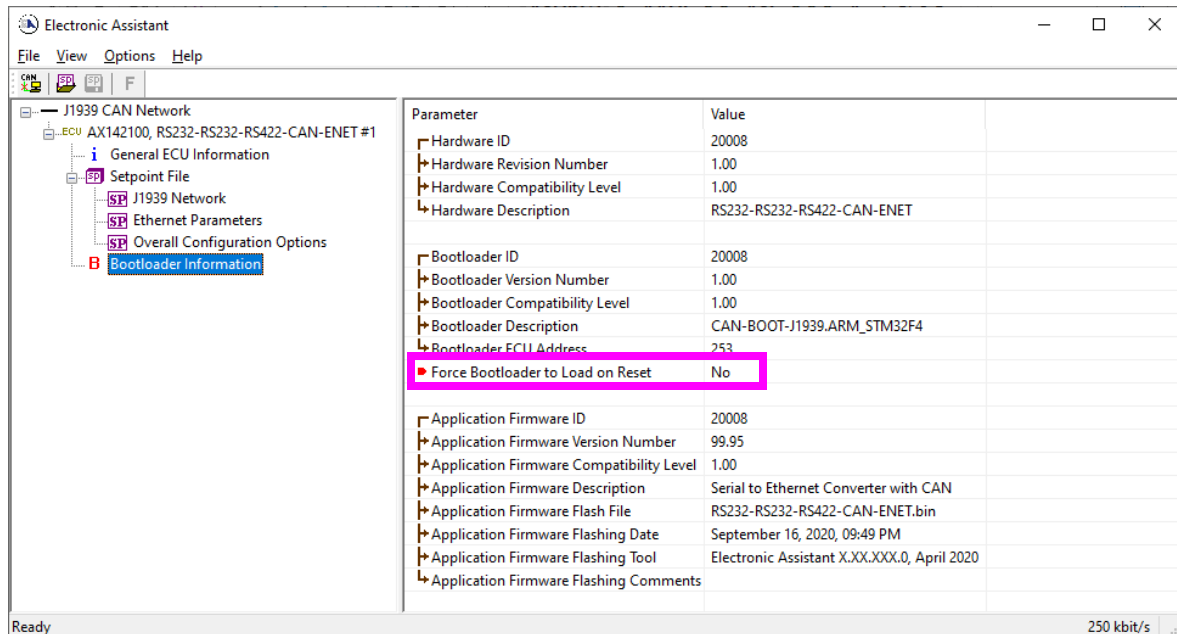 Electronic Assistant
File View Options Help
CAN SP SP F
J1939 CAN Network
ECU AX142100, RS232-RS232-RS422-CAN-ENET #1
i General ECU Information
SP Setpoint File
SP J1939 Network
SP Ethernet Parameters
SP Overall Configuration Options
B Bootloader Information
Parameter Value
Hardware ID 20008
Hardware Revision Number 1.00
Hardware Compatibility Level 1.00
Hardware Description RS232-RS232-RS422-CAN-ENET
Bootloader ID 20008
Bootloader Version Number 1.00
Bootloader Compatibility Level 1.00
Bootloader Description CAN-BOOT-J1939.ARM_STM32F4
Bootloader ECU Address 253
Force Bootloader to Load on Reset No
Application Firmware ID 20008
Application Firmware Version Number 99.95
Application Firmware Compatibility Level 1.00
Application Firmware Description Serial to Ethernet Converter with CAN
Application Firmware Flash File RS232-RS232-RS422-CAN-ENET.bin
Application Firmware Flashing Date September 16, 2020, 09:49 PM
Application Firmware Flashing Tool Electronic Assistant X.XX.XXX.0, April 2020
Application Firmware Flashing Comments
Ready 250 kbit/s